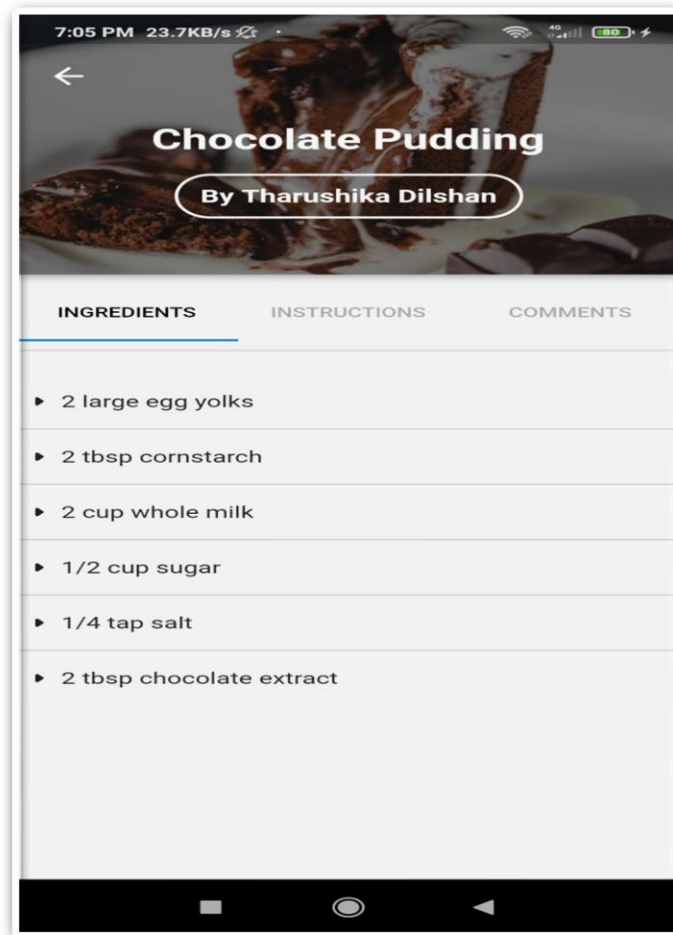 7:05 PM 23.7KB/s
4G 80
Chocolate Pudding
By Tharushika Dilshan
INGREDIENTS INSTRUCTIONS COMMENTS
2 large egg yolks
2 tbsp cornstarch
2 cup whole milk
1/2 cup sugar
1/4 tap salt
2 tbsp chocolate extract